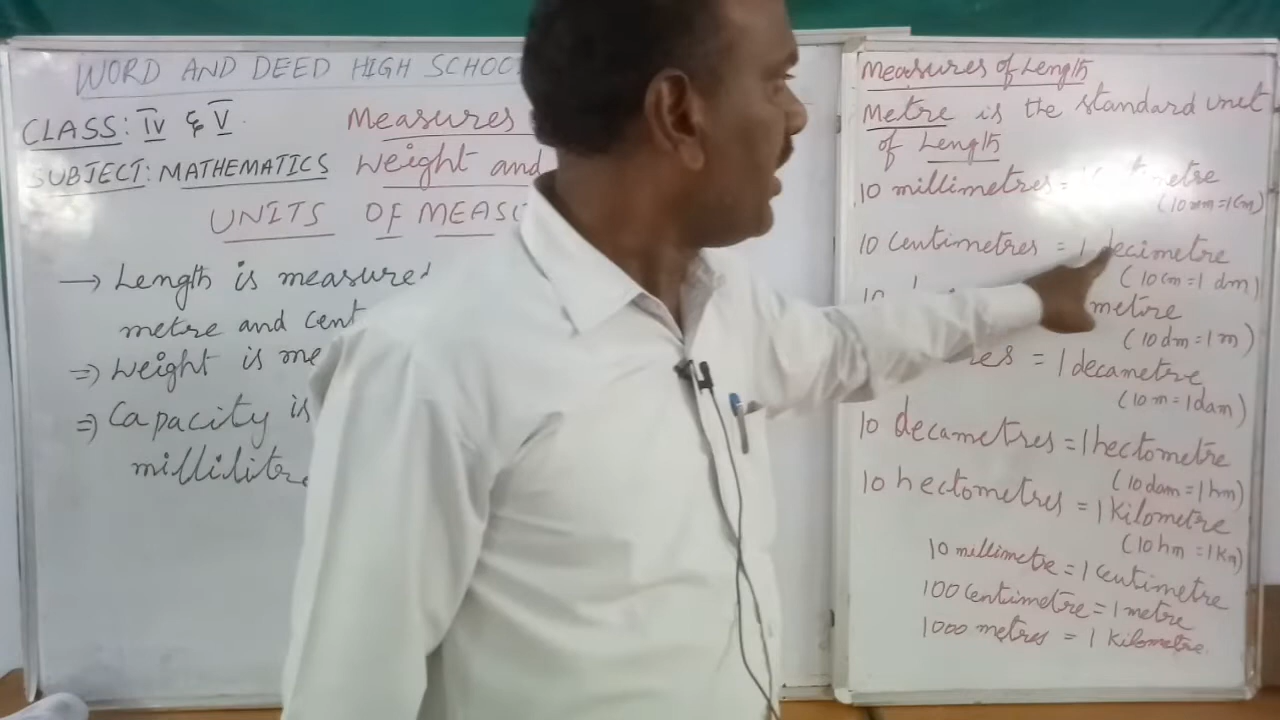 WORD AND DEED HIGH SCHOO
CLASS: IV & V.
SUBJECT: MATHEMATICS
Measures
Weight and
UNITS OF MEAS
→ Length is measured
metre and cent
⇒ Weight is me
⇒ Capacity is
millilitre
Measures of Length
Metre is the standard unit
of Length
10 millimetres =
(10 mm = 1 cm)
10 Centimetres = 1 decimetre
(10 cm = 1 dm)
10
metre
(10 dm = 1 m)
res = 1 decametre
(10 m = 1 dam)
10 decametres = 1 hectometre
(10 dam = 1 hm)
10 hectometres = 1 Kilometre
(10 hm = 1 Km)
10 millimetre = 1 centimetre
100 Centimetre = 1 metre
1000 metres = 1 Kilometre.